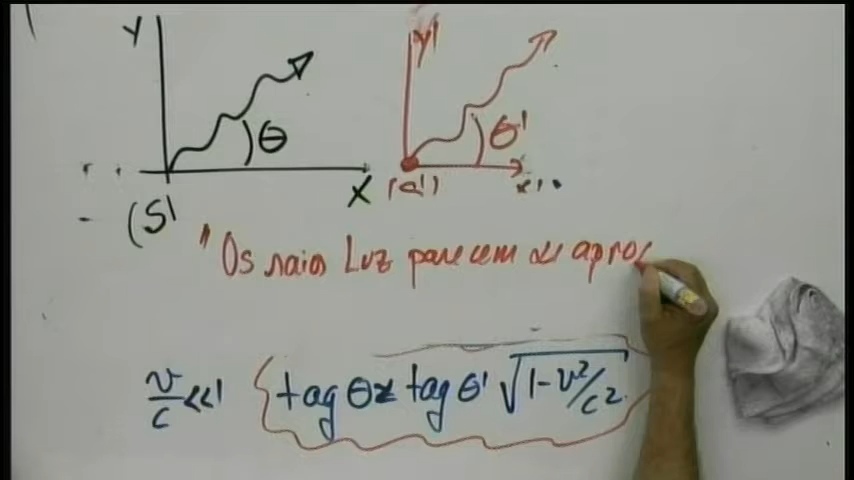 Y
Y'
θ
θ'
X
X'
(S)
(S')
"Os raios Luz parecem se aprox
v/c <<1
tag θ ≈ tag θ' √1-v²/c²